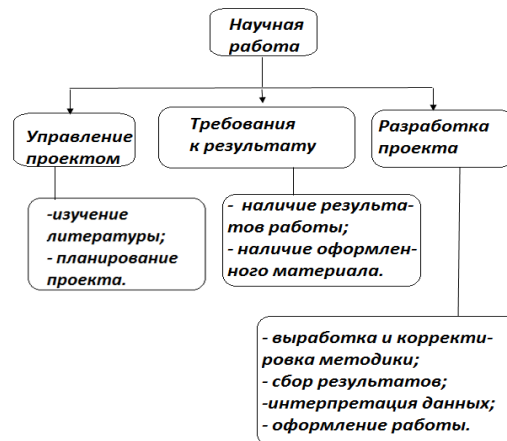 Научная
работа
Управление
проектом
Требования
к результату
Разработка
проекта
-изучение
литературы;
- планирование
проекта.
- наличие результа-
тов работы;
- наличие оформлен-
ного материала.
- выработка и корректи-
ровка методики;
- сбор результатов;
-интерпретация данных;
- оформление работы.